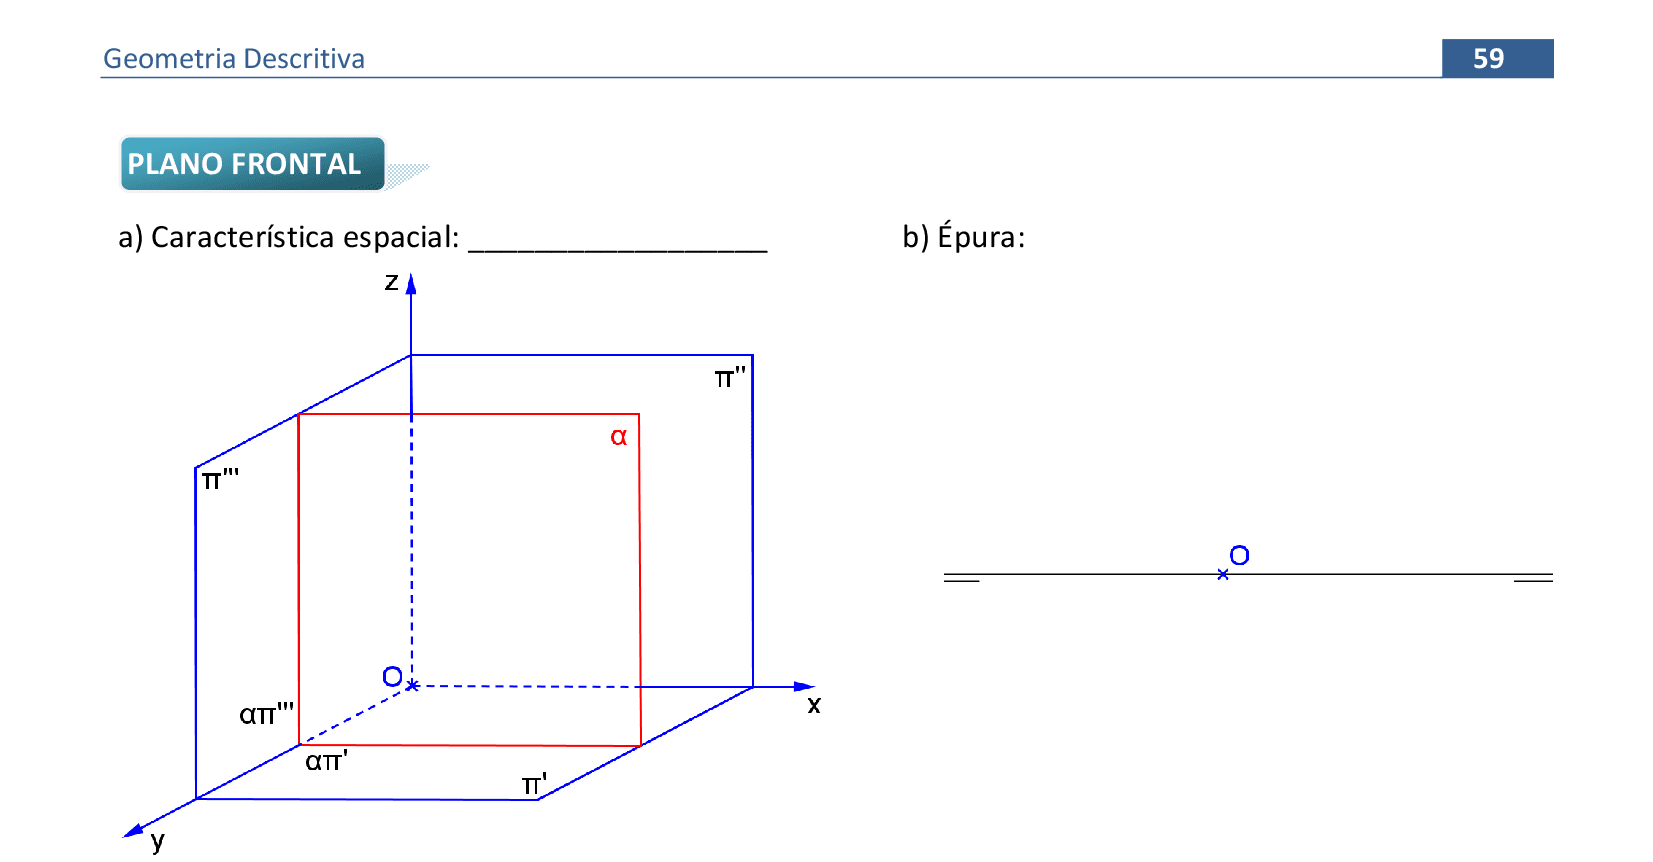 Geometria Descritiva 59
PLANO FRONTAL
a) Característica espacial: ___________________ b) Épura:
z
π''
α
π'''
O
O
απ'''
x
απ'
π'
y